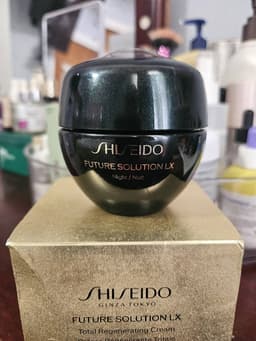 SHISEIDO
FUTURE SOLUTION LX
Night / Nuit
SHISEIDO
GINZA TOKYO
FUTURE SOLUTION LX
Total Regenerating Cream